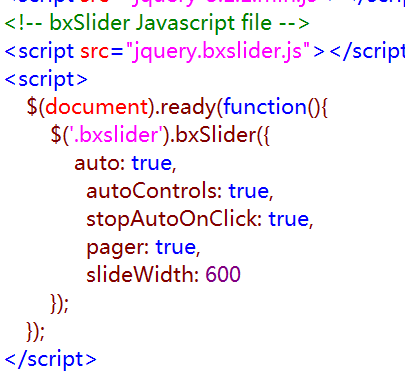 <!-- bxSlider Javascript file -->
<script src="jquery.bxslider.js"></script
<script>
$(document).ready(function(){
$('.bxslider').bxSlider({
auto: true,
autoControls: true,
stopAutoOnClick: true,
pager: true,
slideWidth: 600
});
});
</script>